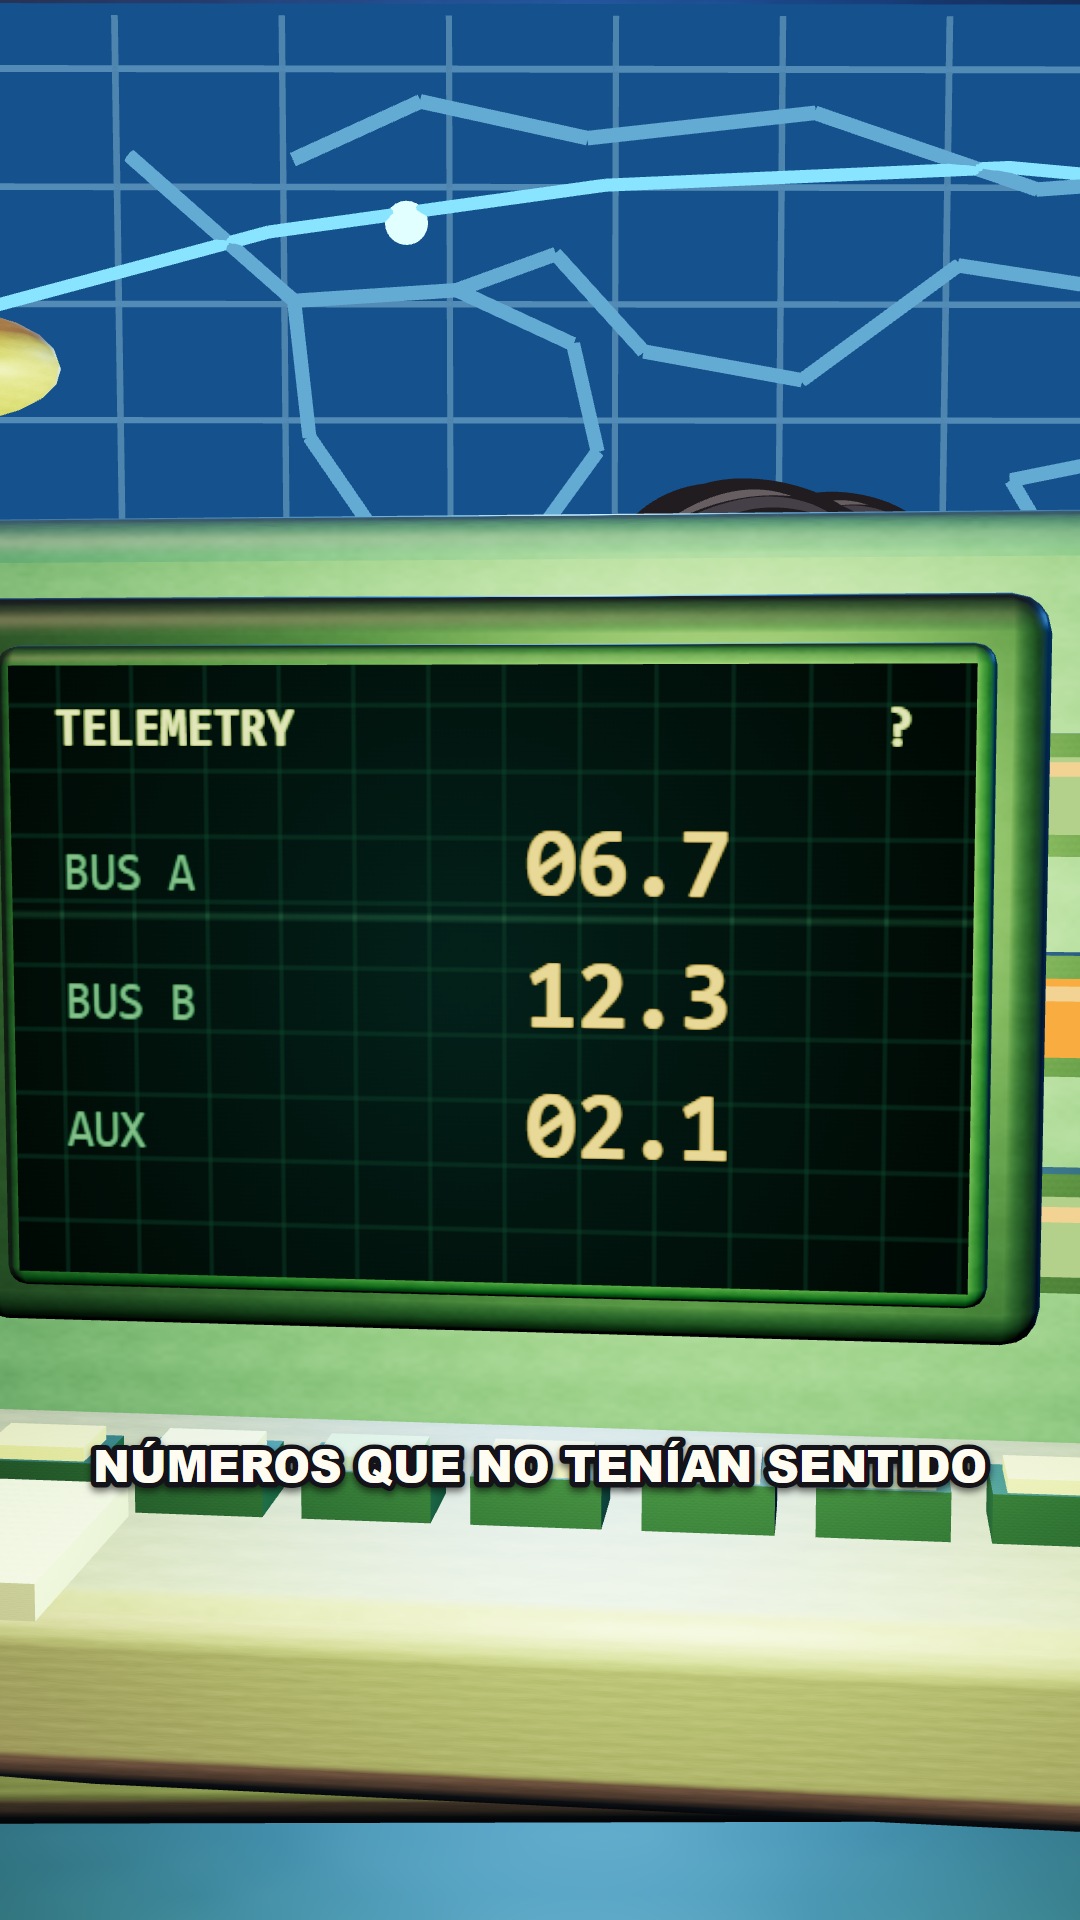 TELEMETRY ?
BUS A 06.7
BUS B 12.3
AUX 02.1
NÚMEROS QUE NO TENÍAN SENTIDO